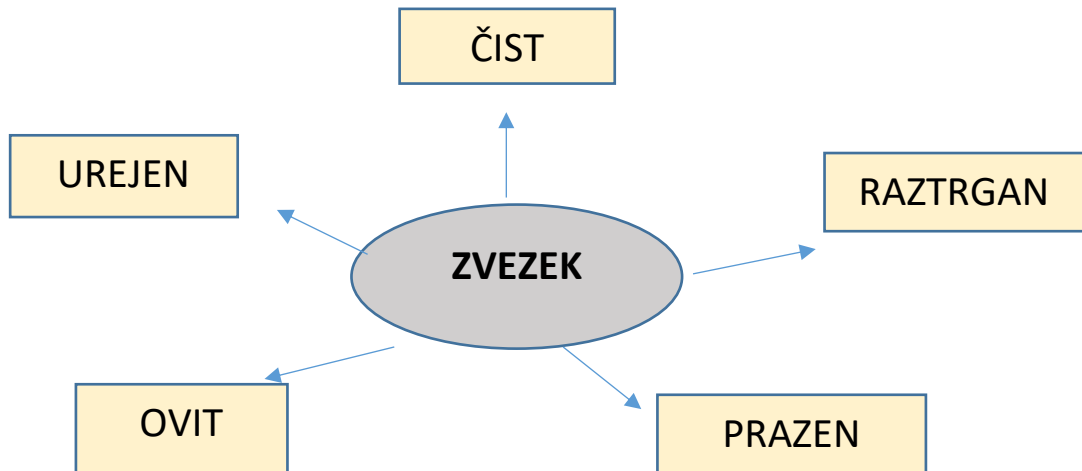 ČIST
UREJEN
RAZTRGAN
ZVEZEK
OVIT
PRAZEN